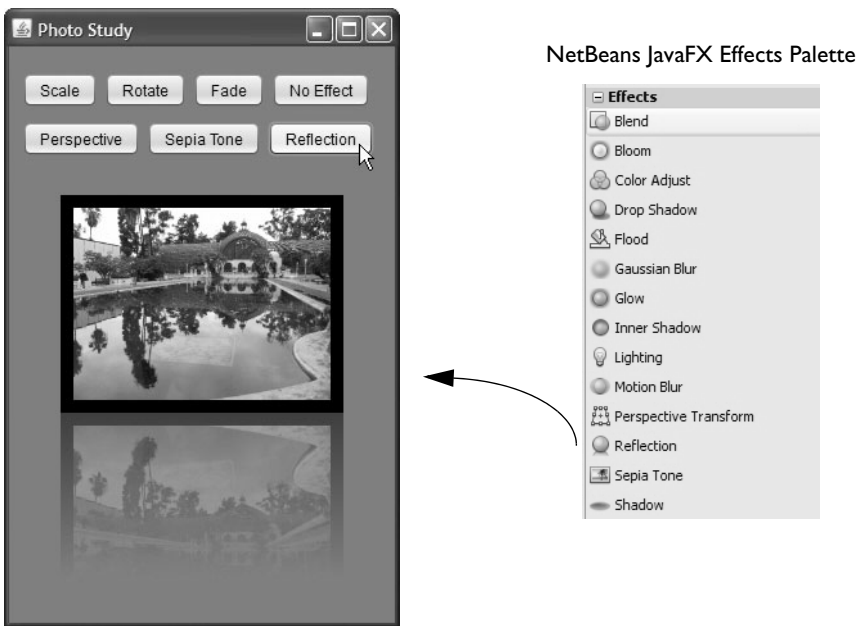 Photo Study
Scale Rotate Fade No Effect
Perspective Sepia Tone Reflection
NetBeans JavaFX Effects Palette
Effects
Blend
Bloom
Color Adjust
Drop Shadow
Flood
Gaussian Blur
Glow
Inner Shadow
Lighting
Motion Blur
Perspective Transform
Reflection
Sepia Tone
Shadow